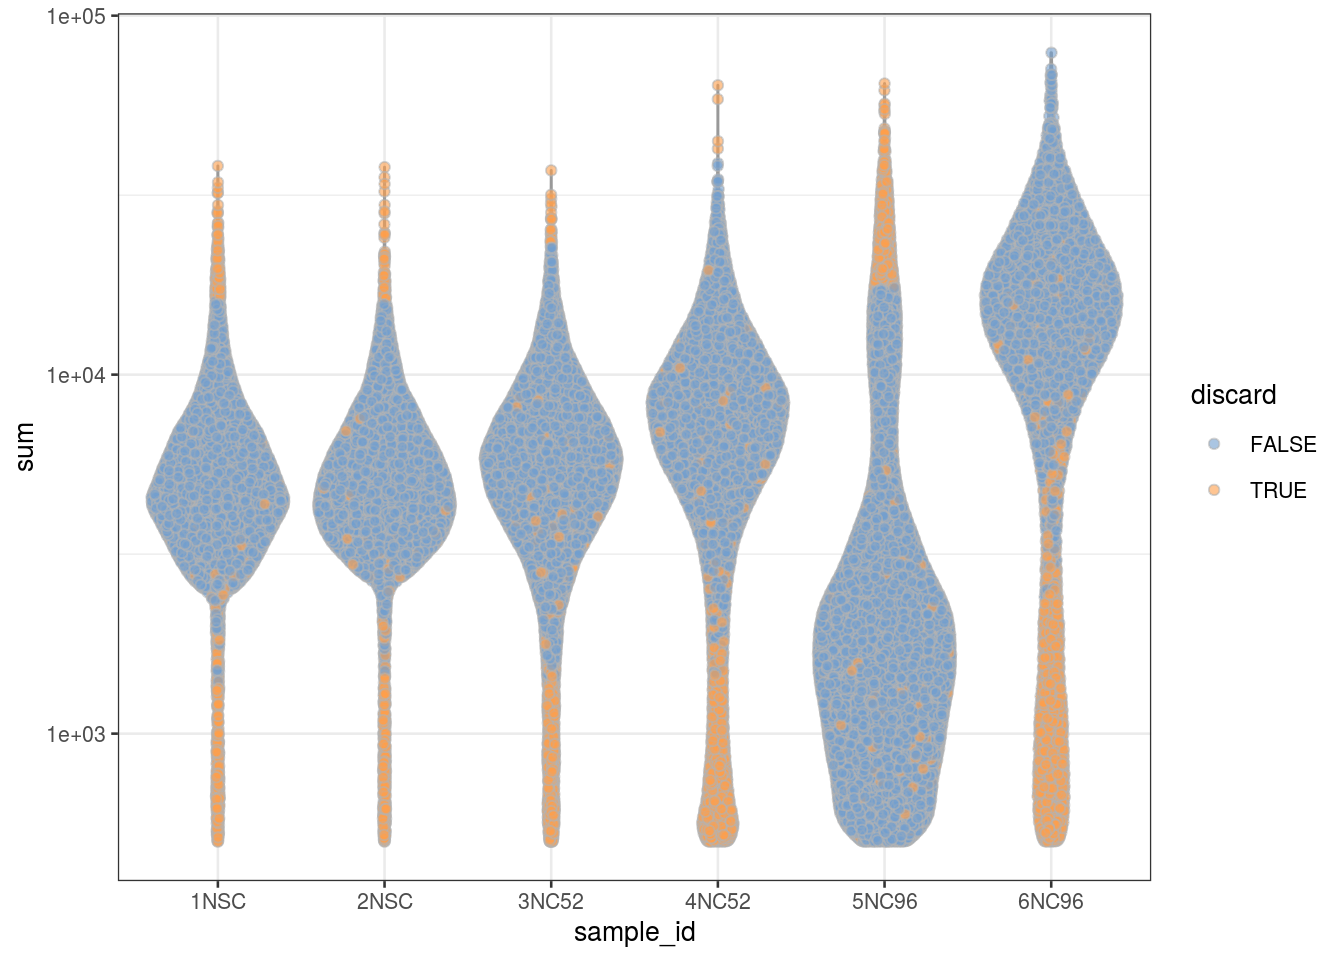 1e+05
1e+04
1e+03
sum
1NSC
2NSC
3NC52
4NC52
5NC96
6NC96
sample_id
discard
FALSE
TRUE